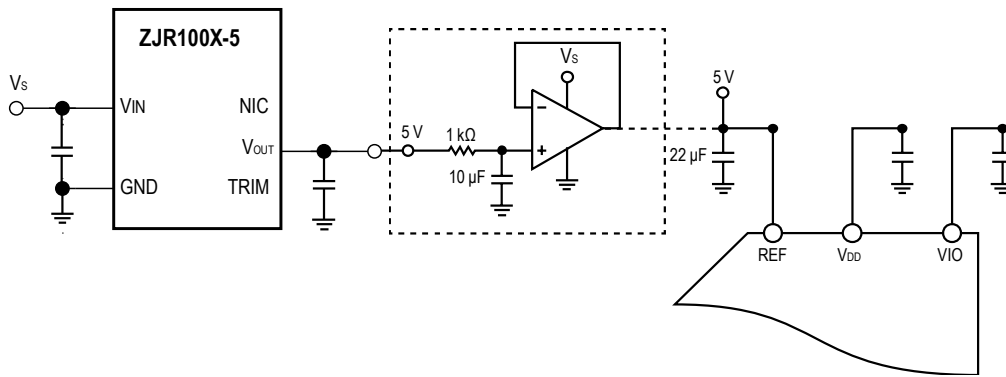 ZJR100X-5
Vs
VIN
NIC
VOUT
GND
TRIM
5 V
1 kΩ
10 µF
Vs
−
+
5 V
22 µF
REF
VDD
VIO